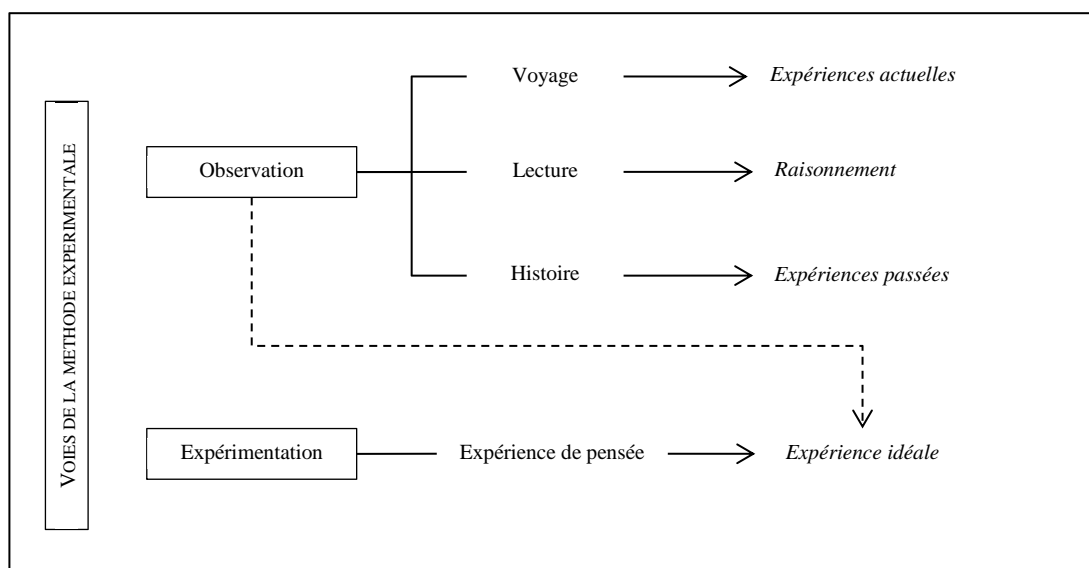 VOIES DE LA METHODE EXPERIMENTALE
Voyage
Expériences actuelles
Observation
Lecture
Raisonnement
Histoire
Expériences passées
Expérimentation
Expérience de pensée
Expérience idéale